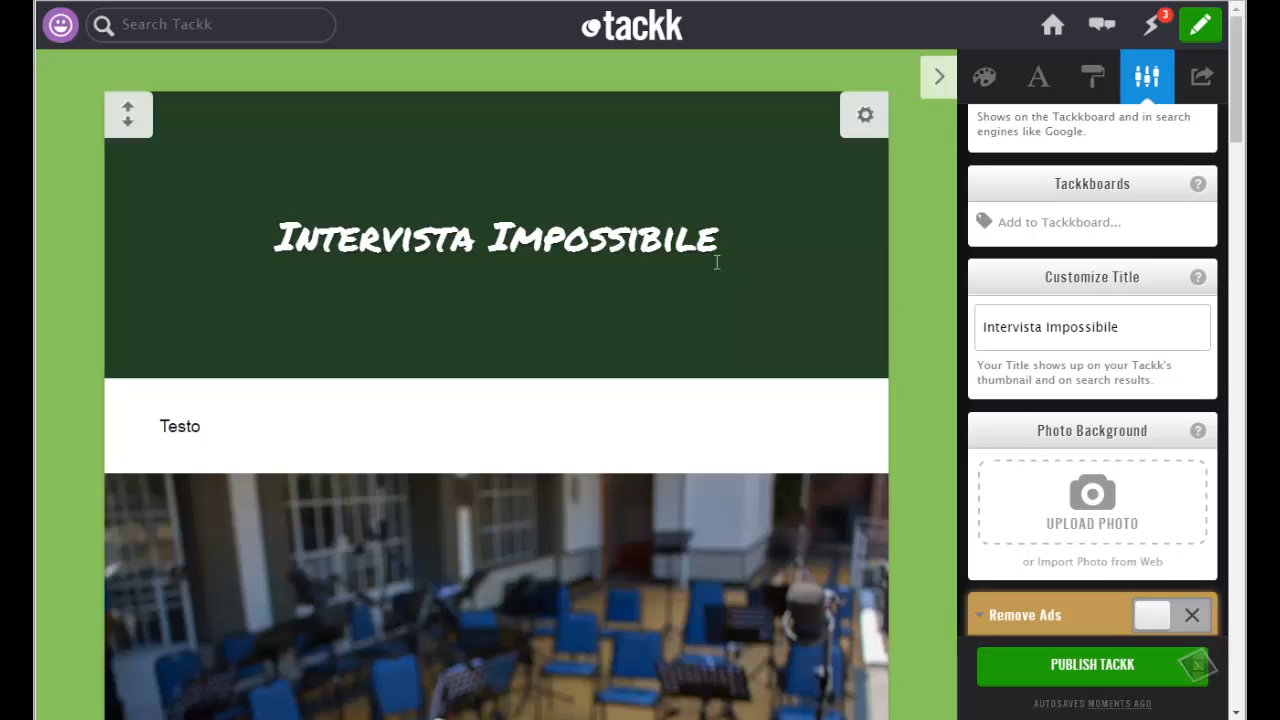 Search Tackk
tackk
3
Intervista Impossibile
Testo
Shows on the Tackkboard and in search
engines like Google.
Tackkboards
?
Add to Tackkboard...
Customize Title
?
Intervista Impossibile
Your Title shows up on your Tackk's
thumbnail and on search results.
Photo Background
?
UPLOAD PHOTO
or Import Photo from Web
Remove Ads
PUBLISH TACKK
AUTOSAVED MOMENTS AGO